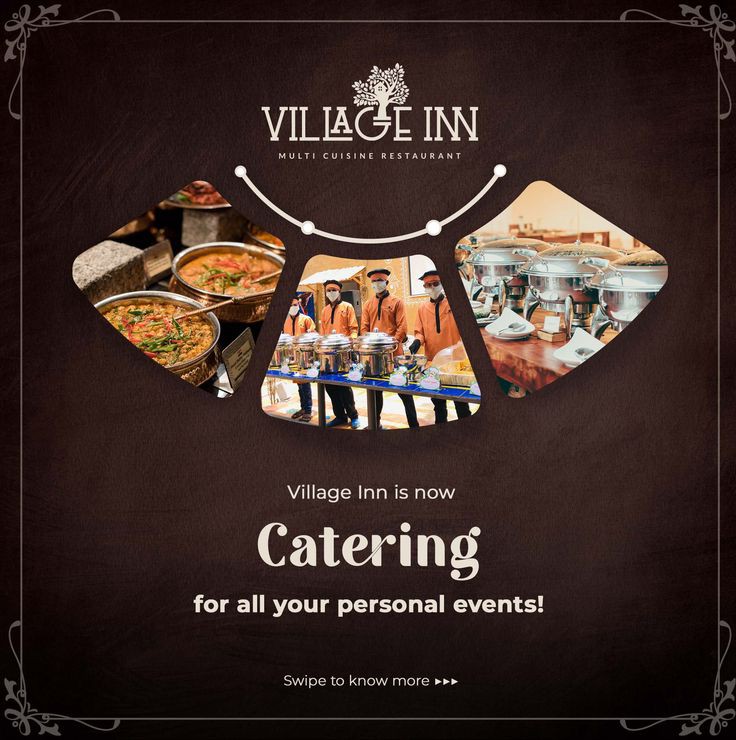 VILLAGE INN
MULTI CUISINE RESTAURANT
Village Inn is now
Catering
for all your personal events!
Swipe to know more ▸▸▸